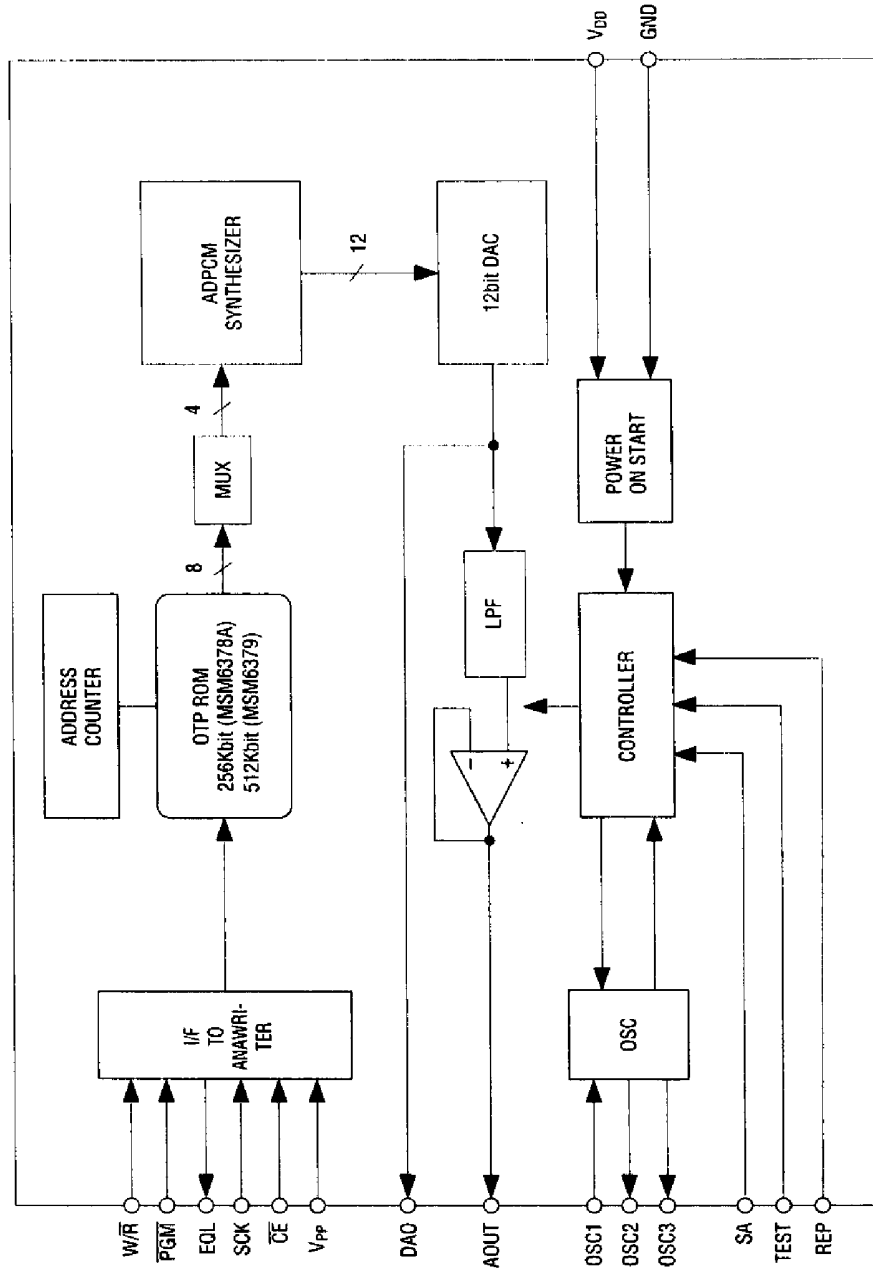 ADDRESS
COUNTER
OTP ROM
256Kbit (MSM6378A)
512Kbit (MSM6379)
8
MUX
4
ADPCM
SYNTHESIZER
12
12bit DAC
I/F
TO
ANAWRI-
TER
LPF
−
+
OSC
CONTROLLER
POWER
ON START
W/R̅
P̅G̅M̅
EQL
SCK
C̅E̅
VPP
DAO
AOUT
OSC1
OSC2
OSC3
SA
TEST
REP
VDD
GND